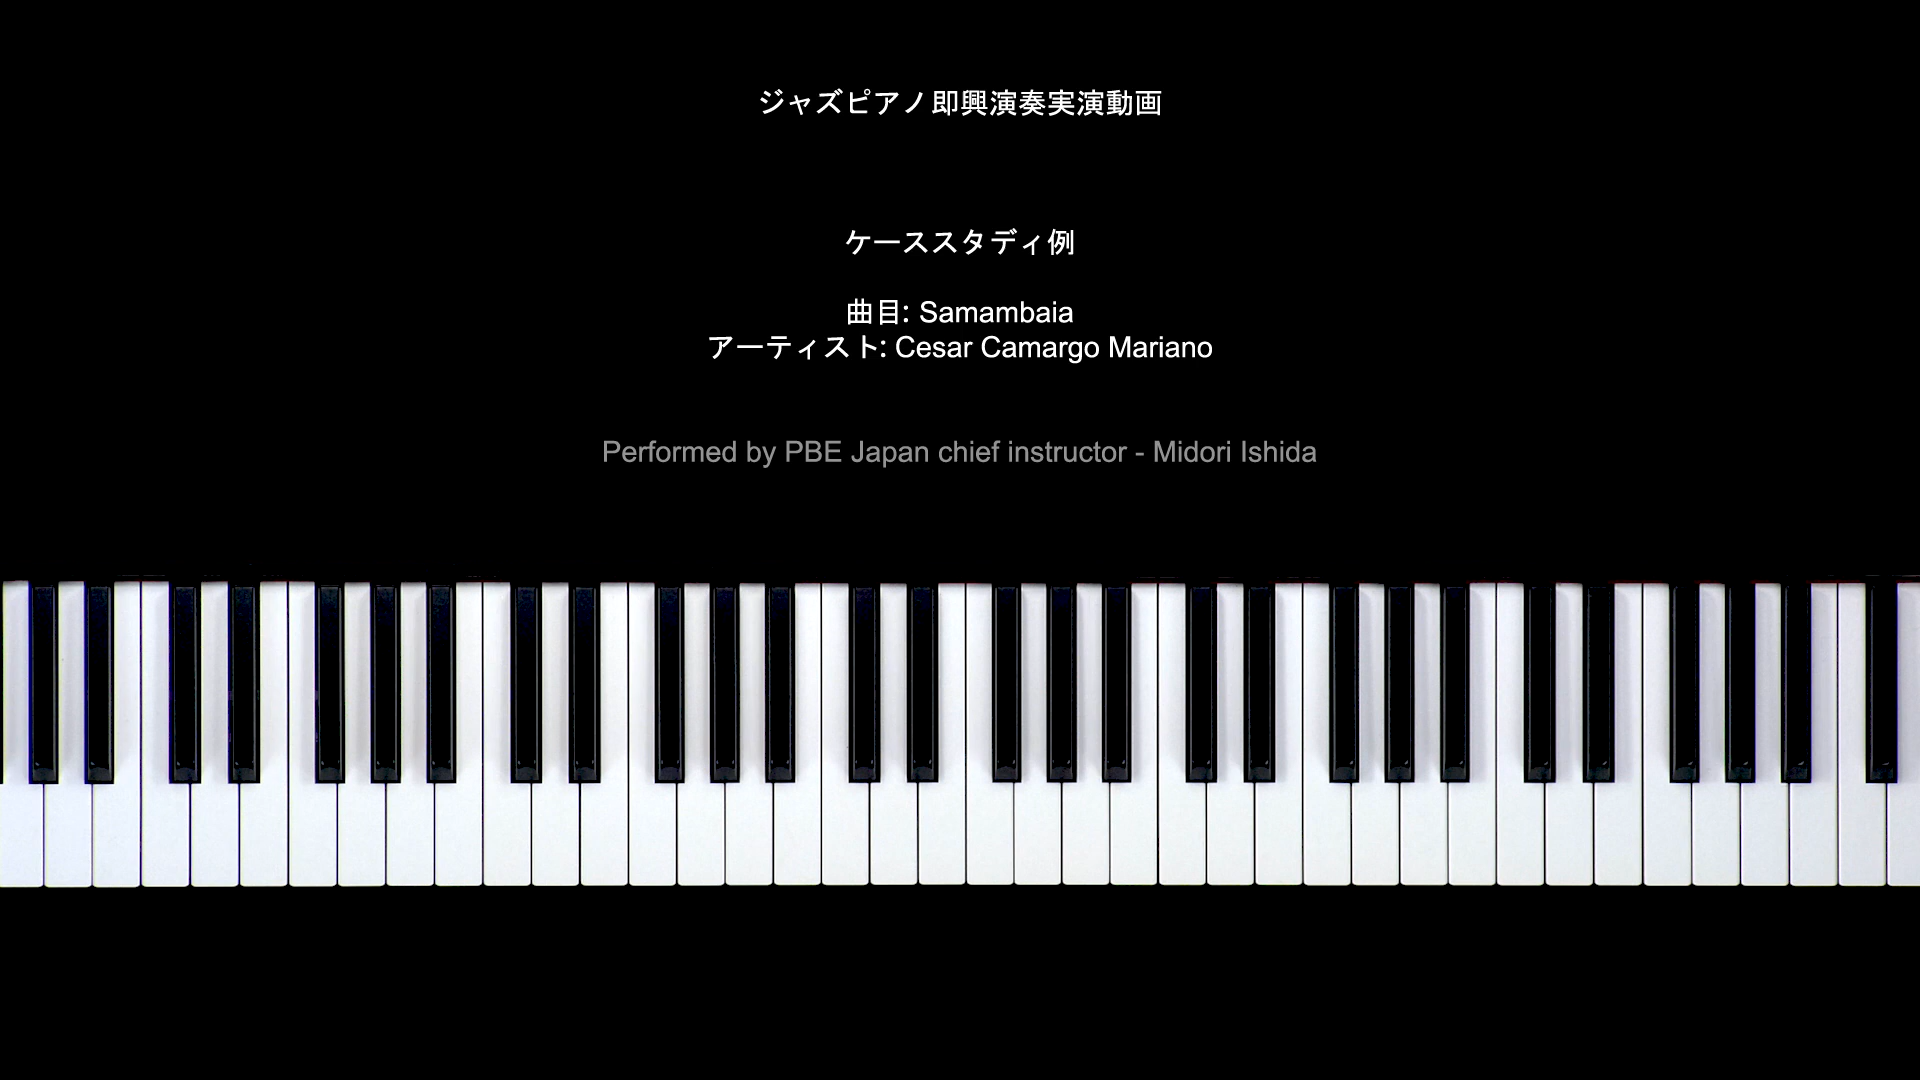 ジャズピアノ即興演奏実演動画
ケーススタディ例
曲目: Samambaia
アーティスト: Cesar Camargo Mariano
Performed by PBE Japan chief instructor - Midori Ishida